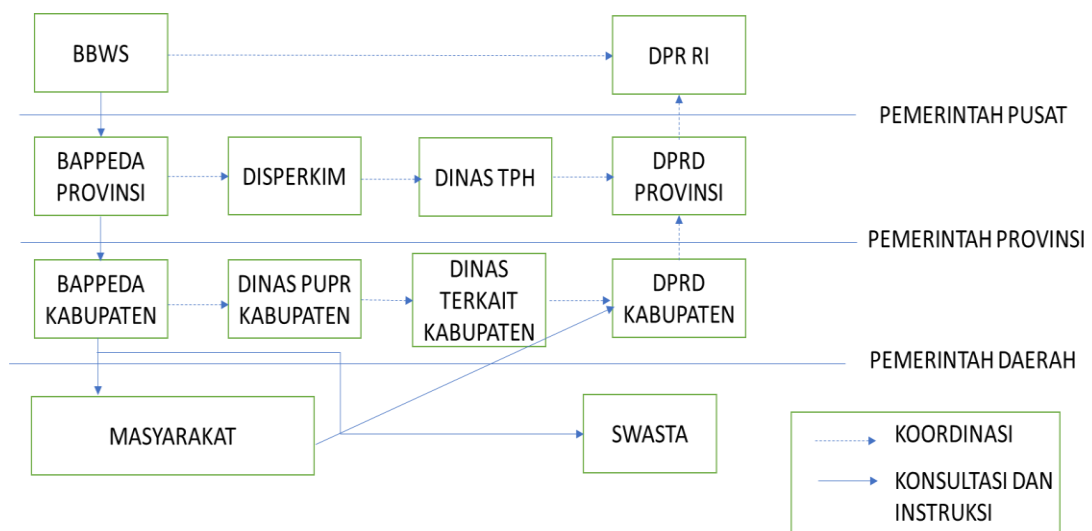 BBWS
DPR RI
PEMERINTAH PUSAT
BAPPEDA
PROVINSI
DISPERKIM
DINAS TPH
DPRD
PROVINSI
PEMERINTAH PROVINSI
BAPPEDA
KABUPATEN
DINAS PUPR
KABUPATEN
DINAS
TERKAIT
KABUPATEN
DPRD
KABUPATEN
PEMERINTAH DAERAH
MASYARAKAT
SWASTA
KOORDINASI
KONSULTASI DAN
INSTRUKSI